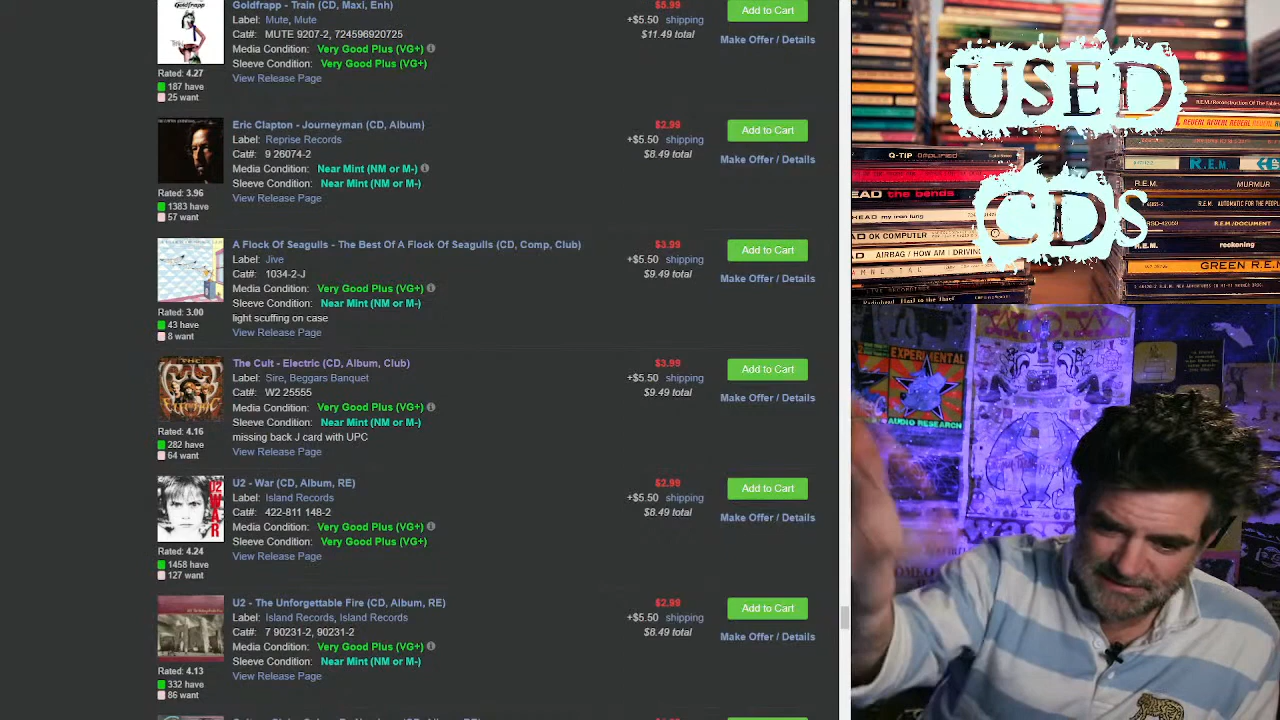 Goldfrapp - Train (CD, Maxi, Enh)
Label: Mute, Mute
Cat#: MUTE 9207-2, 724596920725
Media Condition: Very Good Plus (VG+)
Sleeve Condition: Very Good Plus (VG+)
View Release Page
Rated: 4.27
187 have
25 want
$5.99
+$5.50 shipping
$11.49 total
Add to Cart
Make Offer / Details
Eric Clapton - Journeyman (CD, Album)
Label: Reprise Records
Cat#: 9 26074-2
Media Condition: Near Mint (NM or M-)
Sleeve Condition: Near Mint (NM or M-)
View Release Page
Rated: 3.96
1383 have
57 want
$2.99
+$5.50 shipping
$8.49 total
Add to Cart
Make Offer / Details
A Flock Of Seagulls - The Best Of A Flock Of Seagulls (CD, Comp, Club)
Label: Jive
Cat#: 1034-2-J
Media Condition: Very Good Plus (VG+)
Sleeve Condition: Near Mint (NM or M-)
View Release Page
Rated: 3.00
43 have
8 want
$3.99
+$5.50 shipping
$9.49 total
Add to Cart
Make Offer / Details
The Cult - Electric (CD, Album, Club)
Label: Sire, Beggars Banquet
Cat#: W2 25555
Media Condition: Very Good Plus (VG+)
Sleeve Condition: Near Mint (NM or M-)
missing back J card with UPC
View Release Page
Rated: 4.16
282 have
64 want
$3.99
+$5.50 shipping
$9.49 total
Add to Cart
Make Offer / Details
U2 - War (CD, Album, RE)
Label: Island Records
Cat#: 422-811 148-2
Media Condition: Very Good Plus (VG+)
Sleeve Condition: Very Good Plus (VG+)
View Release Page
U2
WAR
Rated: 4.24
1458 have
127 want
$2.99
+$5.50 shipping
$8.49 total
Add to Cart
Make Offer / Details
U2 - The Unforgettable Fire (CD, Album, RE)
Label: Island Records, Island Records
Cat#: 7 90231-2, 90231-2
Media Condition: Very Good Plus (VG+)
Sleeve Condition: Near Mint (NM or M-)
View Release Page
Rated: 4.13
332 have
86 want
$2.99
+$5.50 shipping
$8.49 total
Add to Cart
Make Offer / Details
USED
CDS
Q-TIP
the bends
my iron lung
OK COMPUTER
AIRBAG / HOW AM I DRIVIN
R.E.M.
R.E.M. MURMUR
AUTOMATIC FOR THE PEOPL
R.E.M./DOCUMENT
R.E.M. reckoning
GREEN R.E.M
EXPERIMENTAL
AUDIO RESEARCH